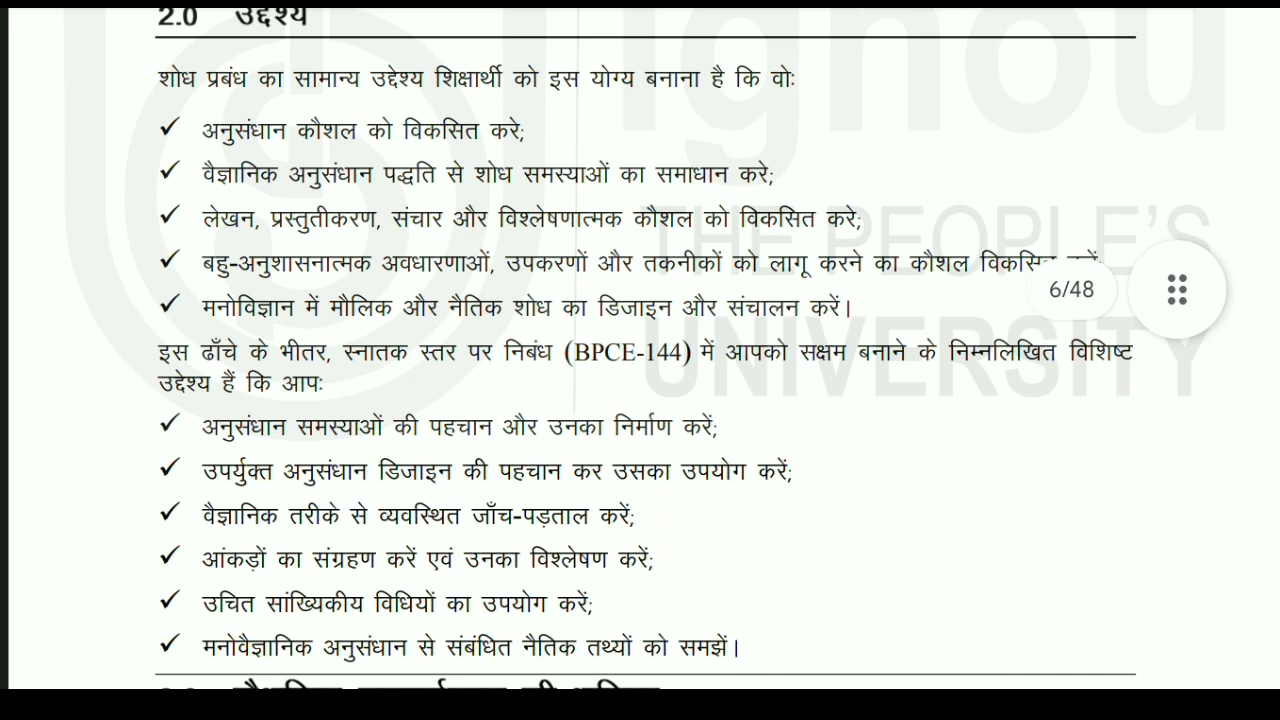 2.0 उद्देश्य
शोध प्रबंध का सामान्य उद्देश्य शिक्षार्थी को इस योग्य बनाना है कि वोः
✓ अनुसंधान कौशल को विकसित करे;
✓ वैज्ञानिक अनुसंधान पद्धति से शोध समस्याओं का समाधान करे;
✓ लेखन, प्रस्तुतीकरण, संचार और विश्लेषणात्मक कौशल को विकसित करे;
✓ बहु-अनुशासनात्मक अवधारणाओं, उपकरणों और तकनीकों को लागू करने का कौशल
6/48
✓ मनोविज्ञान में मौलिक और नैतिक शोध का डिजाइन और संचालन करें।
इस ढाँचे के भीतर, स्नातक स्तर पर निबंध (BPCE-144) में आपको सक्षम बनाने के निम्नलिखित विशिष्ट
उद्देश्य हैं कि आपः
✓ अनुसंधान समस्याओं की पहचान और उनका निर्माण करें;
✓ उपर्युक्त अनुसंधान डिजाइन की पहचान कर उसका उपयोग करें;
✓ वैज्ञानिक तरीके से व्यवस्थित जाँच-पड़ताल करें;
✓ आंकड़ों का संग्रहण करें एवं उनका विश्लेषण करें;
✓ उचित सांख्यिकीय विधियों का उपयोग करें;
✓ मनोवैज्ञानिक अनुसंधान से संबंधित नैतिक तथ्यों को समझें।
ignou
THE PEOPLE'S
UNIVERSITY